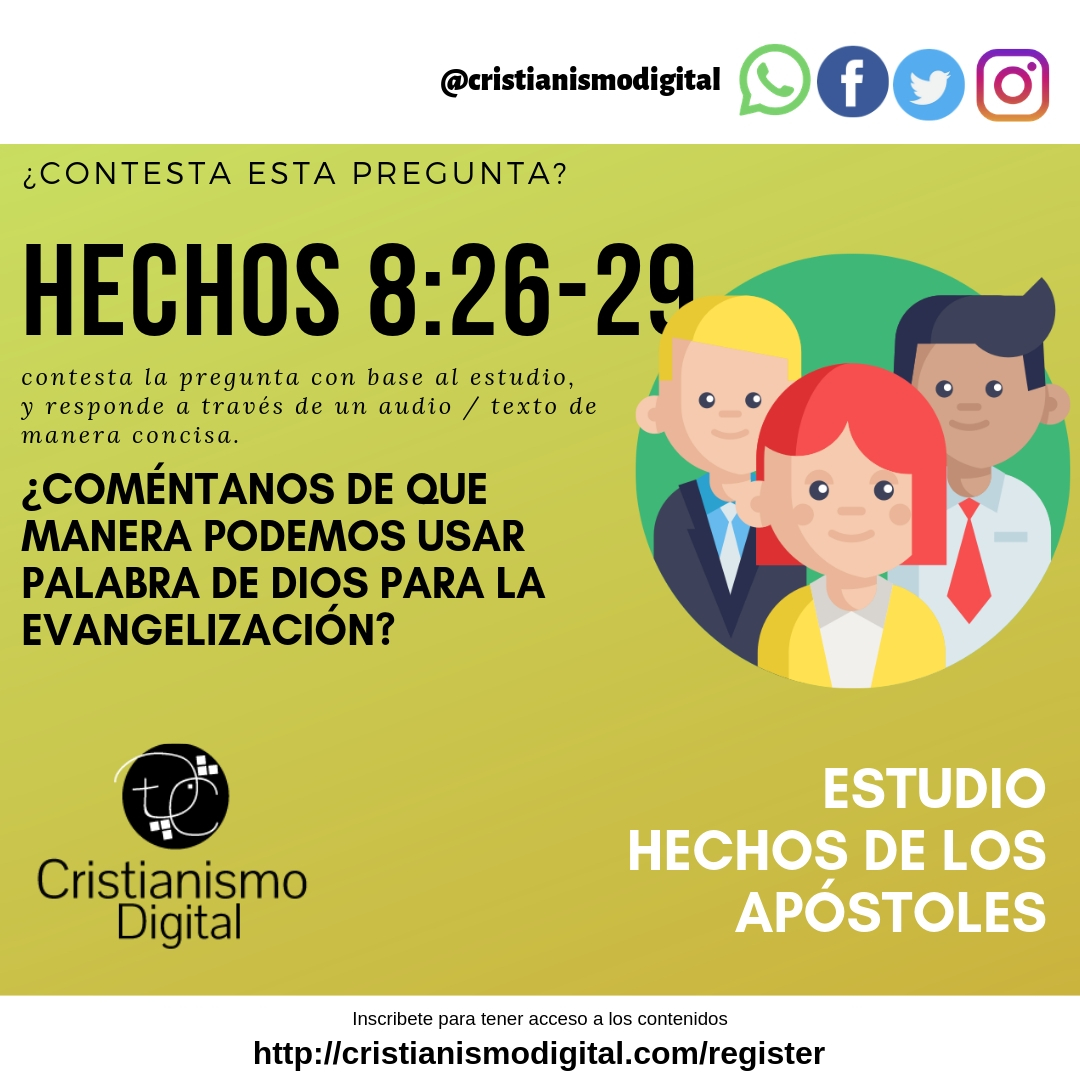 @cristianismodigital
¿CONTESTA ESTA PREGUNTA?
HECHOS 8:26-29
contesta la pregunta con base al estudio,
y responde a través de un audio / texto de
manera concisa.
¿COMÉNTANOS DE QUE
MANERA PODEMOS USAR
PALABRA DE DIOS PARA LA
EVANGELIZACIÓN?
Cristianismo
Digital
ESTUDIO
HECHOS DE LOS
APÓSTOLES
Inscribete para tener acceso a los contenidos
http://cristianismodigital.com/register